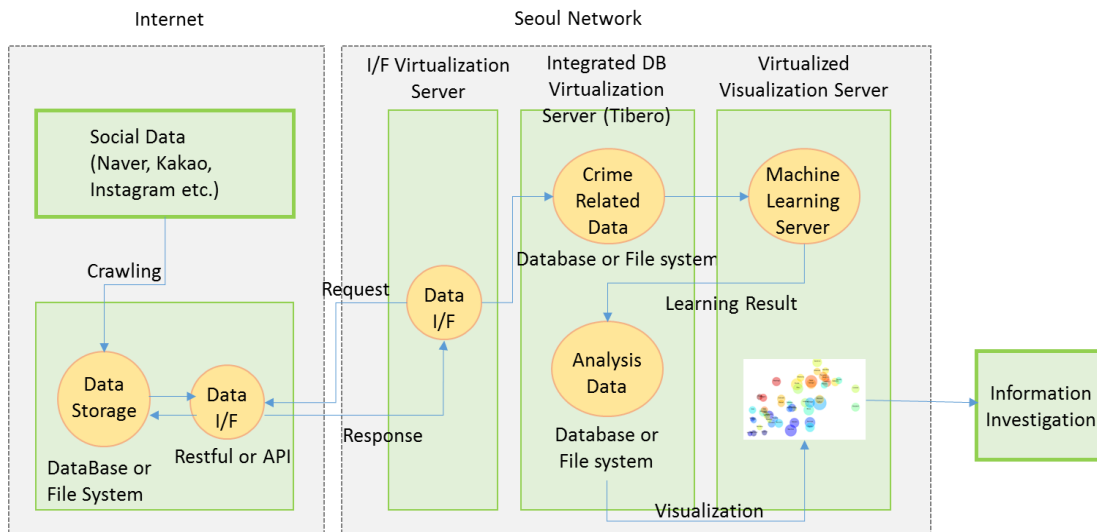 Internet
Seoul Network
I/F Virtualization
Server
Integrated DB
Virtualization
Server (Tibero)
Virtualized
Visualization Server
Social Data
(Naver, Kakao,
Instagram etc.)
Crawling
Data
Storage
Data
I/F
DataBase or
File System
Restful or API
Request
Response
Data
I/F
Crime
Related
Data
Database or File system
Machine
Learning
Server
Learning Result
Analysis
Data
Database or
File system
Visualization
Information
Investigation